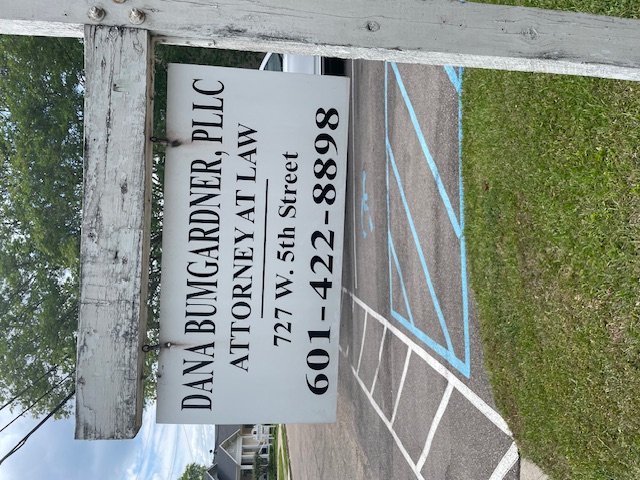 DANA BUMGARDNER, PLLC
ATTORNEY AT LAW
727 W. 5th Street
601-422-8898